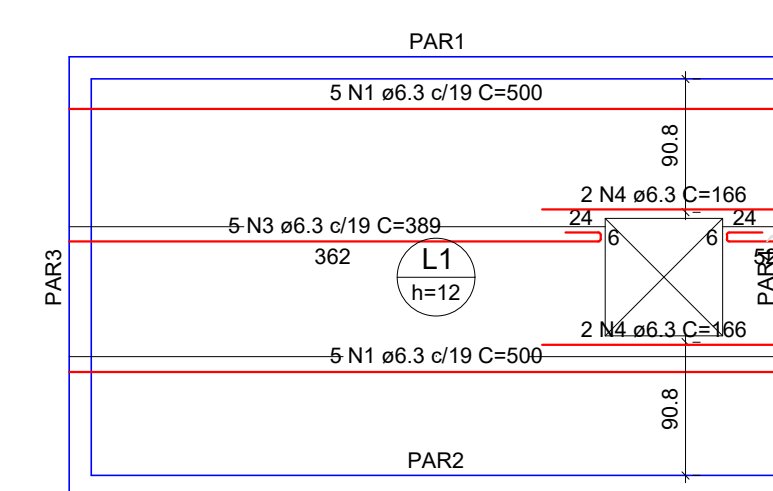 PAR1
5 N1 ø6.3 c/19 C=500
90.8
2 N4 ø6.3 C=166
24
24
5 N3 ø6.3 c/19 C=389
6
6
362
L1
h=12
PAR3
2 N4 ø6.3 C=166
5 N1 ø6.3 c/19 C=500
90.8
PAR2